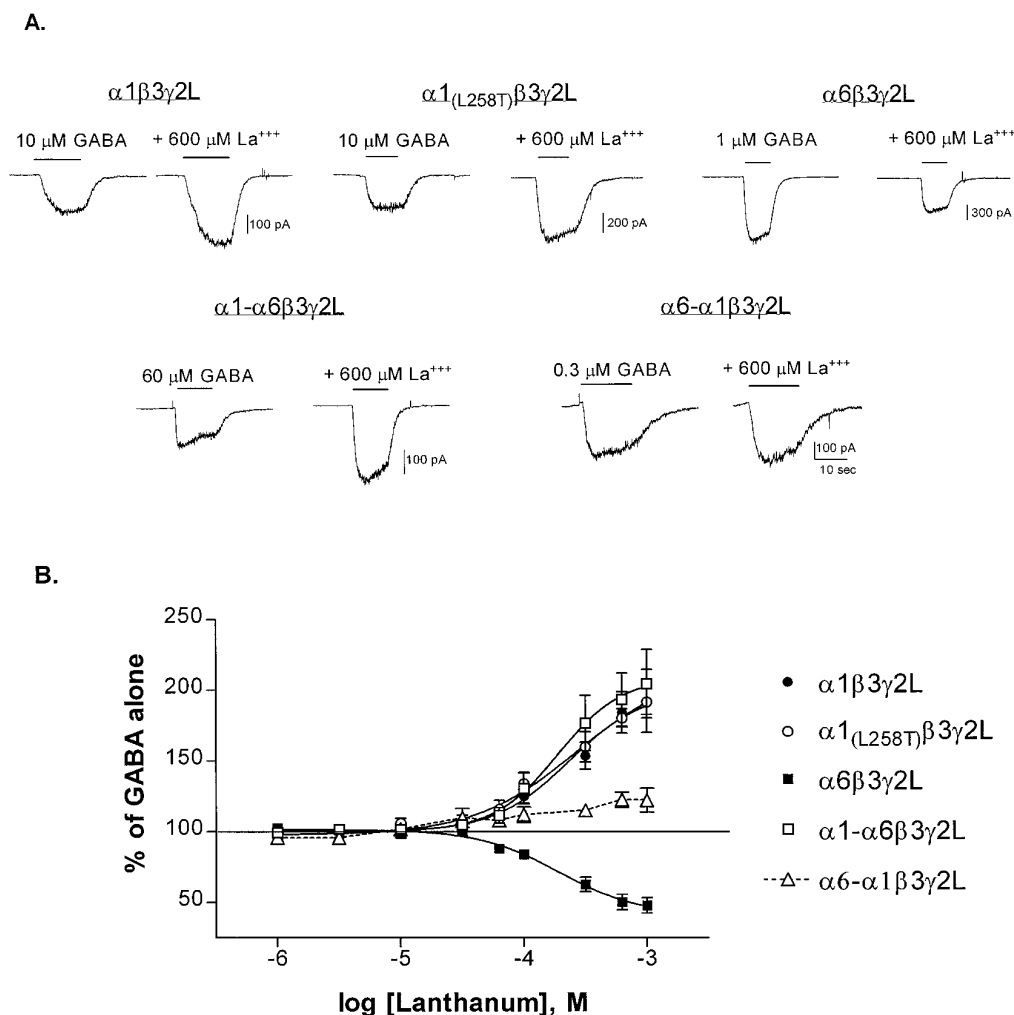 A.
α1β3γ2L
α1(L258T)β3γ2L
α6β3γ2L
10 μM GABA
+ 600 μM La+++
10 μM GABA
+ 600 μM La+++
1 μM GABA
+ 600 μM La+++
100 pA
200 pA
300 pA
α1-α6β3γ2L
α6-α1β3γ2L
60 μM GABA
+ 600 μM La+++
0.3 μM GABA
+ 600 μM La+++
100 pA
100 pA
10 sec
B.
% of GABA alone
250
200
150
100
50
-6
-5
-4
-3
log [Lanthanum], M
α1β3γ2L
α1(L258T)β3γ2L
α6β3γ2L
α1-α6β3γ2L
α6-α1β3γ2L